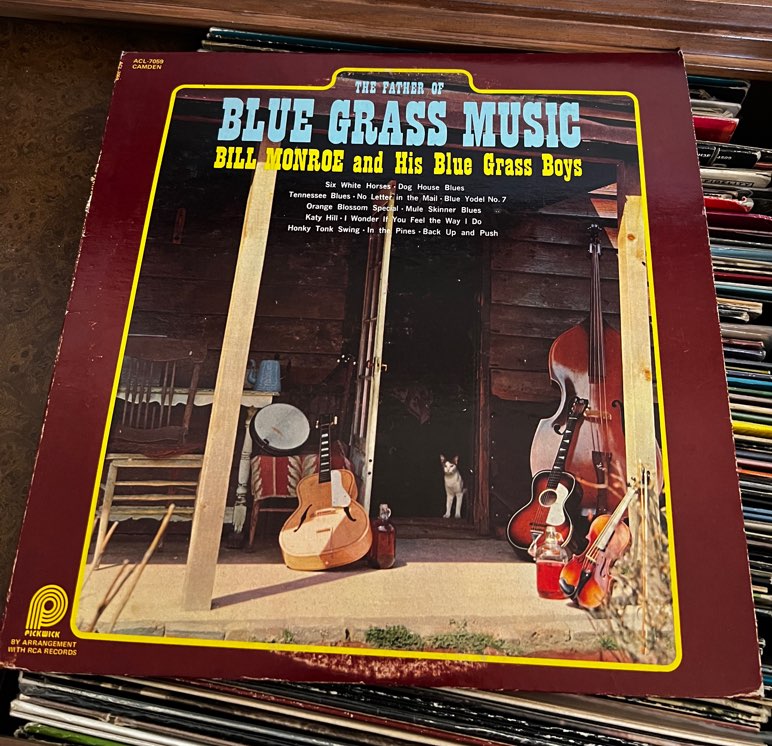 ACL-7059
CAMDEN
THE FATHER OF
BLUE GRASS MUSIC
BILL MONROE and His Blue Grass Boys
Six White Horses · Dog House Blues
Tennessee Blues · No Letter in the Mail · Blue Yodel No. 7
Orange Blossom Special · Mule Skinner Blues
Katy Hill · I Wonder If You Feel the Way I Do
Honky Tonk Swing · In the Pines · Back Up and Push
PICKWICK
BY ARRANGEMENT
WITH RCA RECORDS